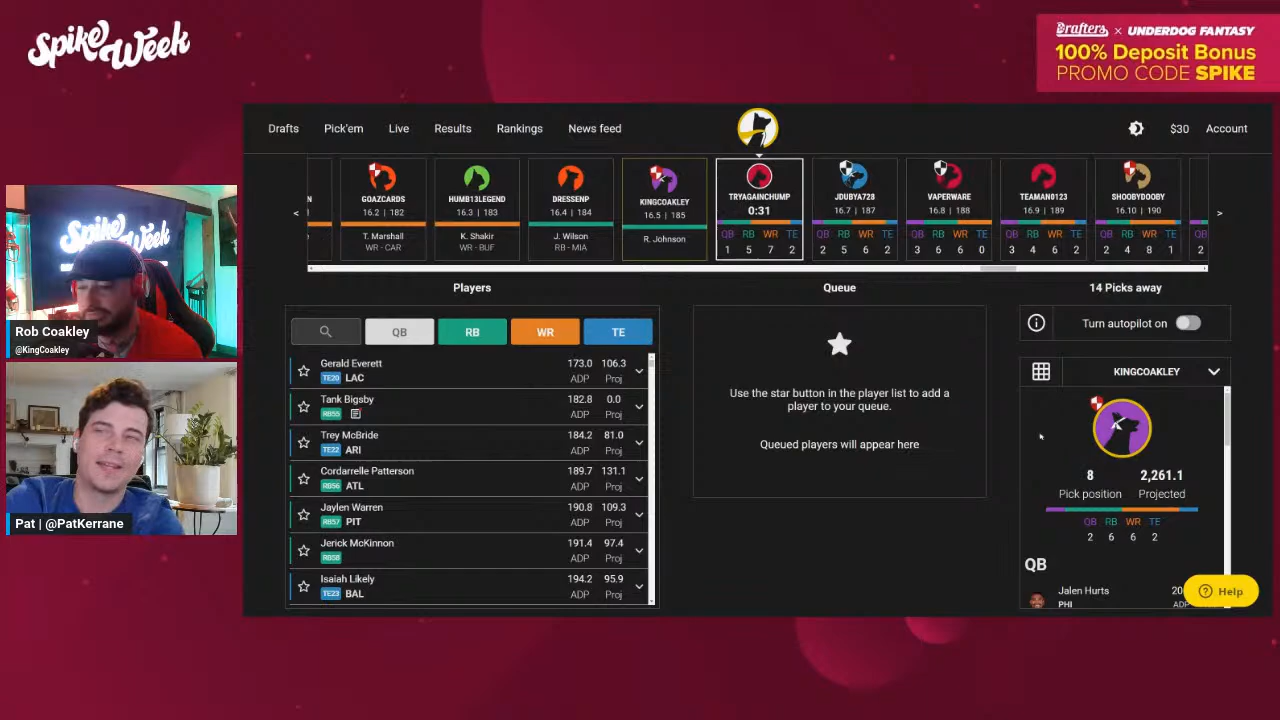 Spike Week
Drafters x UNDERDOG FANTASY
100% Deposit Bonus
PROMO CODE SPIKE
Drafts Pick'em Live Results Rankings News feed
$30 Account
<
GOAZCARDS
16.2 | 182
T. Marshall
WR - CAR
HUMB13LEGEND
16.3 | 183
K. Shakir
WR - BUF
DRESSENP
16.4 | 184
J. Wilson
RB - MIA
KINGCOAKLEY
16.5 | 185
R. Johnson
TRYAGAINCHUMP
0:31
QB RB WR TE
1 5 7 2
JDUBYA728
16.7 | 187
QB RB WR TE
2 5 6 2
VAPERWARE
16.8 | 188
QB RB WR TE
3 6 6 0
TEAMAN0123
16.9 | 189
QB RB WR TE
3 4 6 2
SHOOBYDOOBY
16.10 | 190
QB RB WR TE
2 4 8 1
QB
2
>
Players
QB RB WR TE
Gerald Everett 173.0 106.3
TE20 LAC ADP Proj
Tank Bigsby 182.8 0.0
RB55 ADP Proj
Trey McBride 184.2 81.0
TE22 ARI ADP Proj
Cordarrelle Patterson 189.7 131.1
RB56 ATL ADP Proj
Jaylen Warren 190.8 109.3
RB57 PIT ADP Proj
Jerick McKinnon 191.4 97.4
RB58 ADP Proj
Isaiah Likely 194.2 95.9
TE23 BAL ADP Proj
Queue
Use the star button in the player list to add a
player to your queue.
Queued players will appear here
14 Picks away
Turn autopilot on
KINGCOAKLEY
8 2,261.1
Pick position Projected
QB RB WR TE
2 6 6 2
QB
Jalen Hurts 20
PHI ADP
Help
Spike Week
Rob Coakley
@KingCoakley
Pat | @PatKerrane